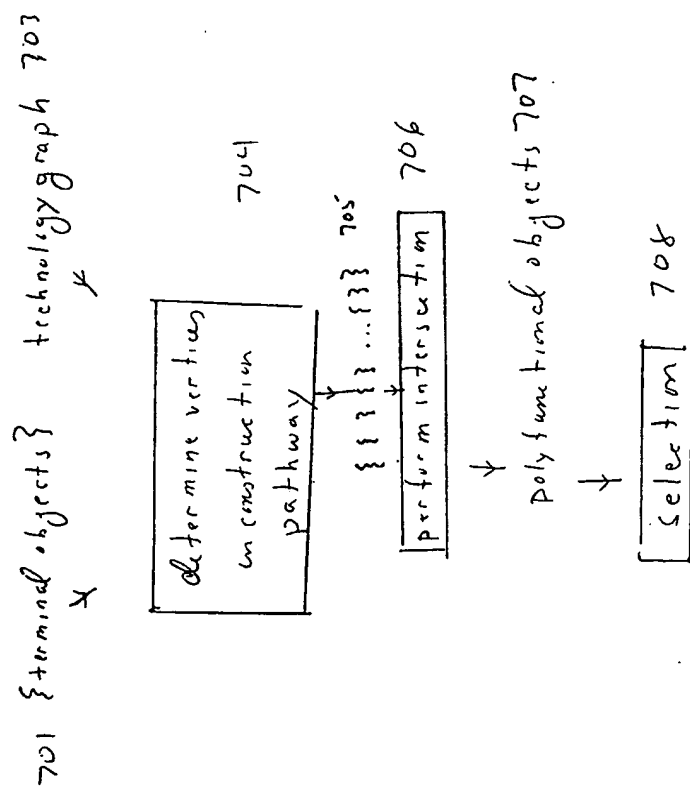 701 {terminal objects} technology graph 703
determine vertices
in construction
pathway
704
{ { } { } ... { } } 705
perform intersection 706
polyfunctional objects 707
selection 708